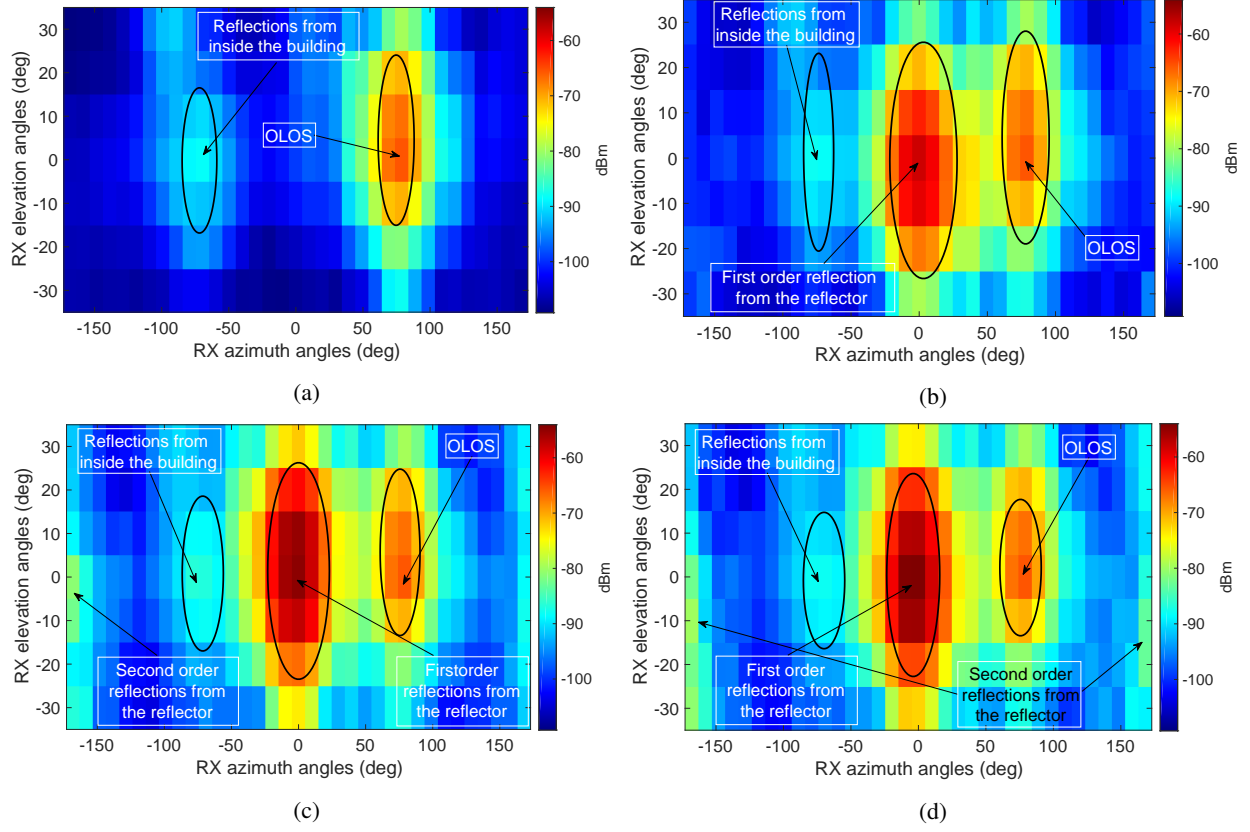 Reflections from
inside the building
OLOS
RX elevation angles (deg)
30
20
10
0
-10
-20
-30
-150
-100
-50
0
50
100
150
RX azimuth angles (deg)
-60
-70
-80
-90
-100
dBm
(a)
Reflections from
inside the building
First order reflection
from the reflector
OLOS
RX elevation angles (deg)
30
20
10
0
-10
-20
-30
-150
-100
-50
0
50
100
150
RX azimuth angles (deg)
-60
-70
-80
-90
-100
dBm
(b)
Reflections from
inside the building
OLOS
Second order
reflections from
the reflector
Firstorder
reflections from
the reflector
RX elevation angles (deg)
30
20
10
0
-10
-20
-30
-150
-100
-50
0
50
100
150
RX azimuth angles (deg)
-60
-70
-80
-90
-100
dBm
(c)
Reflections from
inside the building
OLOS
First order
reflections from
the reflector
Second order
reflections from
the reflector
RX elevation angles (deg)
30
20
10
0
-10
-20
-30
-150
-100
-50
0
50
100
150
RX azimuth angles (deg)
-60
-70
-80
-90
-100
dBm
(d)